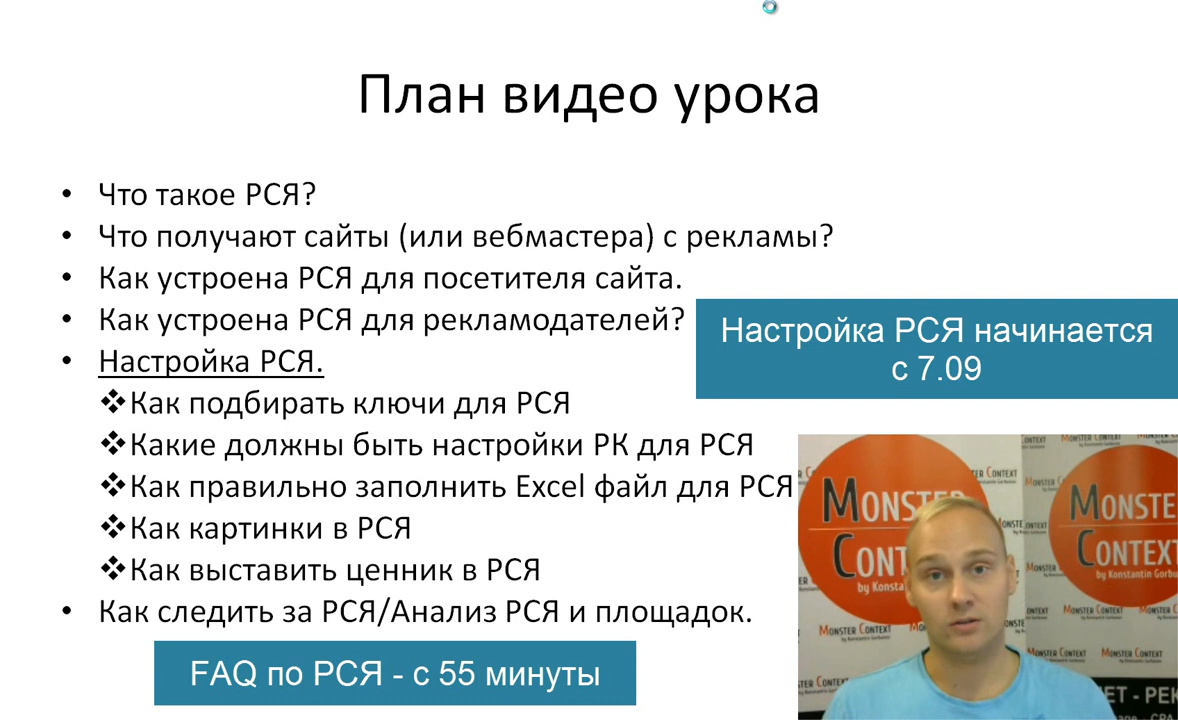 План видео урока
• Что такое РСЯ?
• Что получают сайты (или вебмастера) с рекламы?
• Как устроена РСЯ для посетителя сайта.
• Как устроена РСЯ для рекламодателей?
• Настройка РСЯ.
❖Как подбирать ключи для РСЯ
❖Какие должны быть настройки РК для РСЯ
❖Как правильно заполнить Excel файл для РСЯ
❖Как картинки в РСЯ
❖Как выставить ценник в РСЯ
• Как следить за РСЯ/Анализ РСЯ и площадок.
Настройка РСЯ начинается
с 7.09
FAQ по РСЯ - с 55 минуты
MONSTER
CONTEXT
by Konstantin
MONSTER CONTEXT